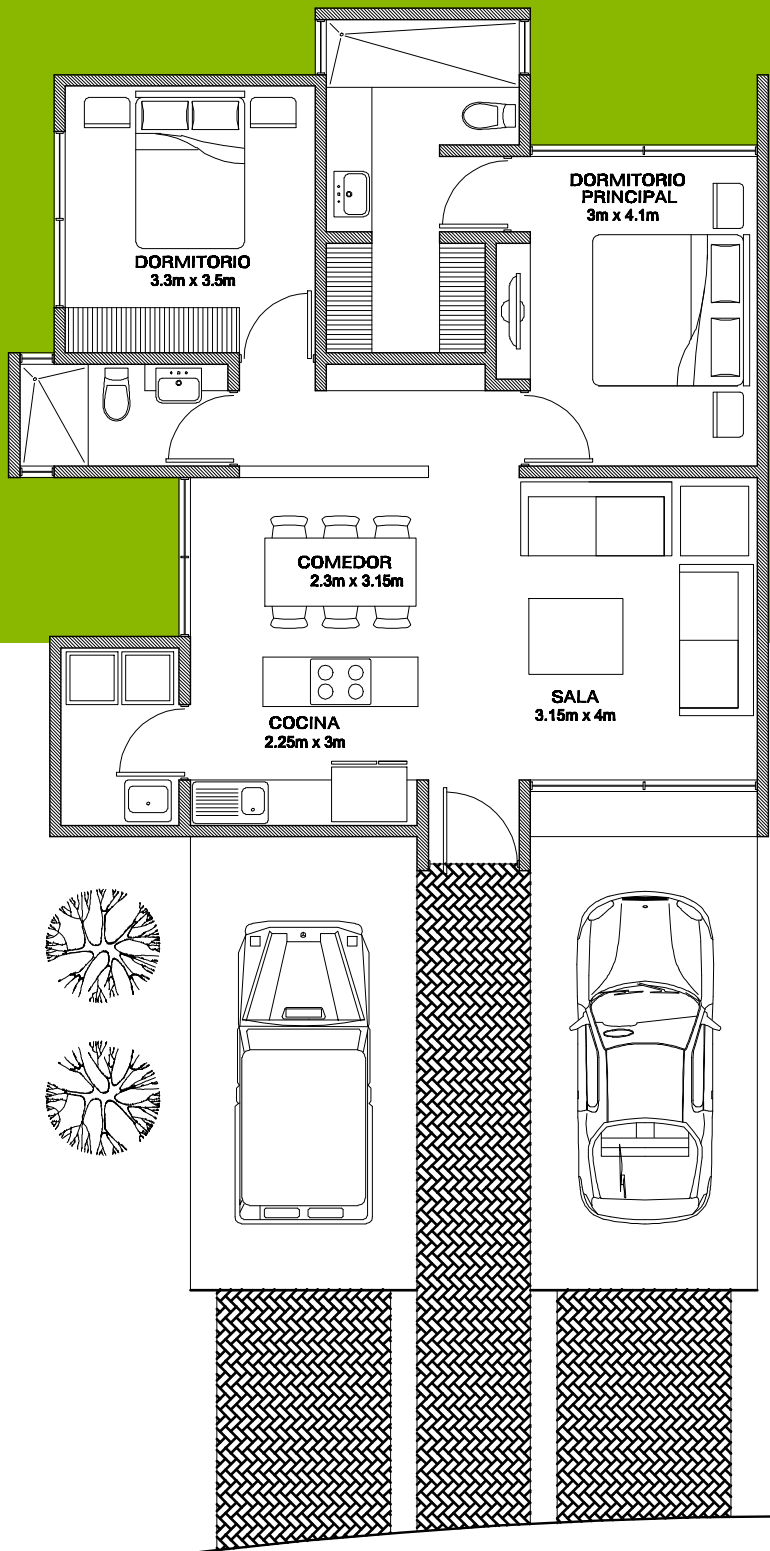 DORMITORIO
PRINCIPAL
3m x 4.1m
DORMITORIO
3.3m x 3.5m
COMEDOR
2.3m x 3.15m
SALA
3.15m x 4m
COCINA
2.25m x 3m